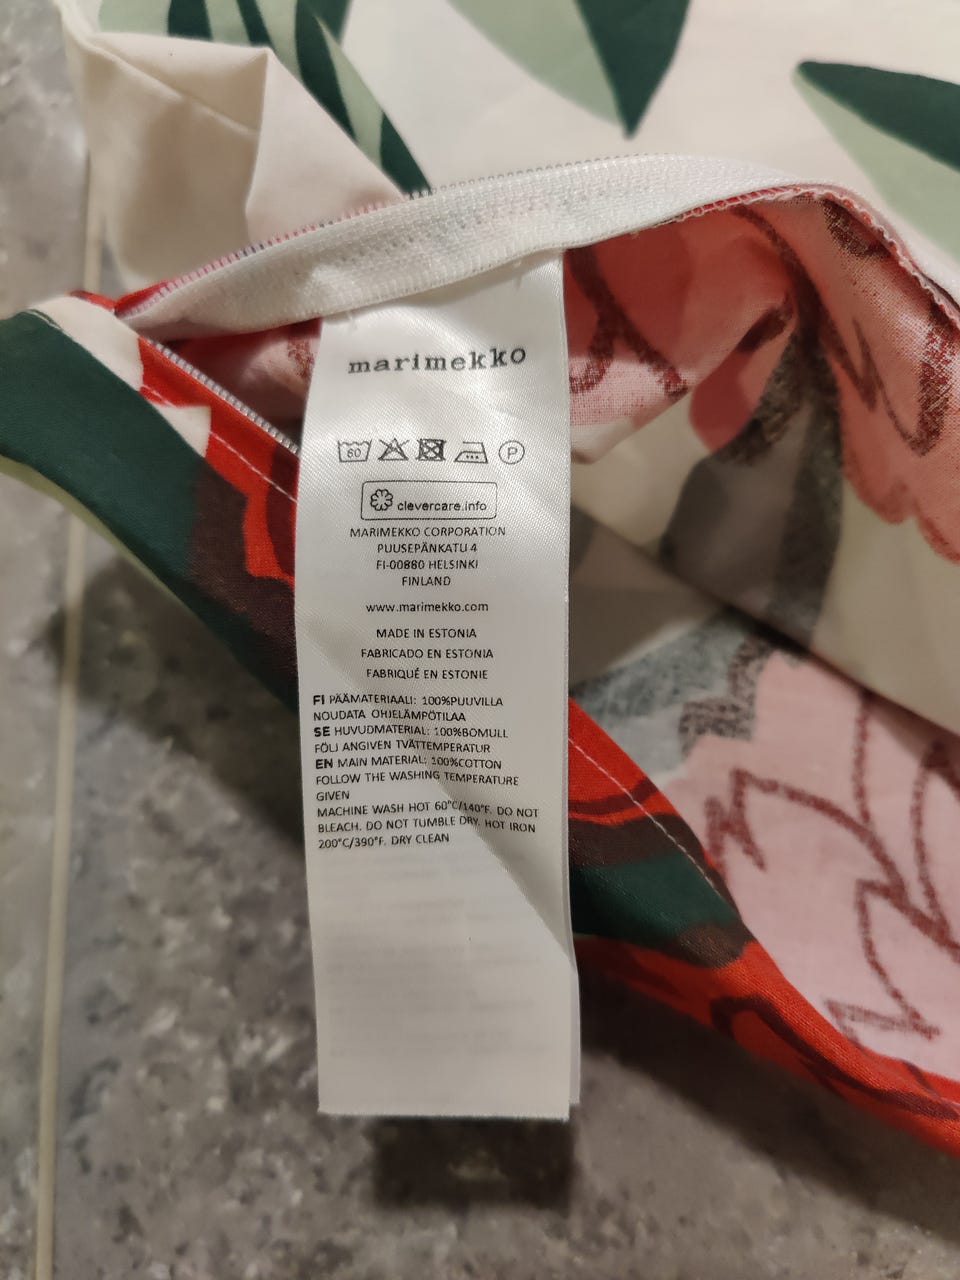 marimekko
60 P
clevercare.info
MARIMEKKO CORPORATION
PUUSEPÄNKATU 4
FI-00880 HELSINKI
FINLAND
www.marimekko.com
MADE IN ESTONIA
FABRICADO EN ESTONIA
FABRIQUÉ EN ESTONIE
FI PÄÄMATERIAALI: 100%PUUVILLA
NOUDATA OHJELÄMPÖTILAA
SE HUVUDMATERIAL: 100%BOMULL
FÖLJ ANGIVEN TVÄTTEMPERATUR
EN MAIN MATERIAL: 100%COTTON
FOLLOW THE WASHING TEMPERATURE
GIVEN
MACHINE WASH HOT 60°C/140°F. DO NOT
BLEACH. DO NOT TUMBLE DRY. HOT IRON
200°C/390°F. DRY CLEAN